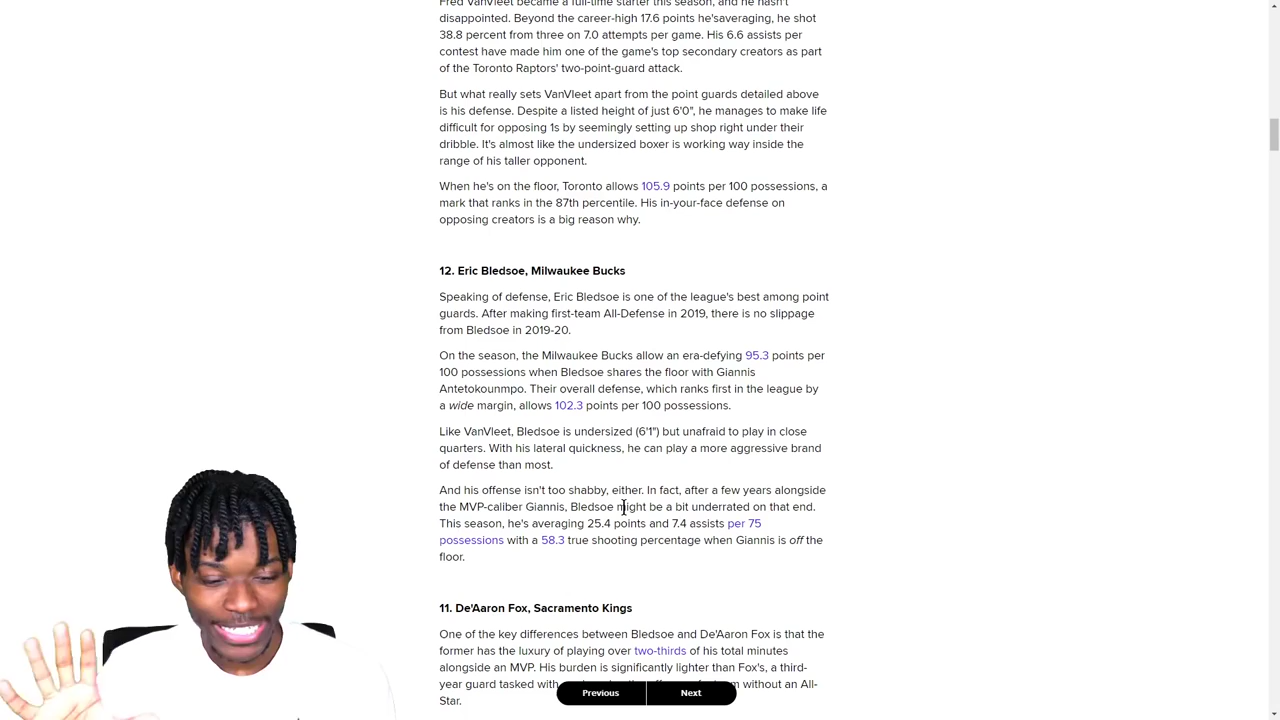 Fred VanVleet became a full-time starter this season, and he hasn't
disappointed. Beyond the career-high 17.6 points he'saveraging, he shot
38.8 percent from three on 7.0 attempts per game. His 6.6 assists per
contest have made him one of the game's top secondary creators as part
of the Toronto Raptors' two-point-guard attack.
But what really sets VanVleet apart from the point guards detailed above
is his defense. Despite a listed height of just 6'0", he manages to make life
difficult for opposing 1s by seemingly setting up shop right under their
dribble. It's almost like the undersized boxer is working way inside the
range of his taller opponent.
When he's on the floor, Toronto allows 105.9 points per 100 possessions, a
mark that ranks in the 87th percentile. His in-your-face defense on
opposing creators is a big reason why.
12. Eric Bledsoe, Milwaukee Bucks
Speaking of defense, Eric Bledsoe is one of the league's best among point
guards. After making first-team All-Defense in 2019, there is no slippage
from Bledsoe in 2019-20.
On the season, the Milwaukee Bucks allow an era-defying 95.3 points per
100 possessions when Bledsoe shares the floor with Giannis
Antetokounmpo. Their overall defense, which ranks first in the league by
a wide margin, allows 102.3 points per 100 possessions.
Like VanVleet, Bledsoe is undersized (6'1") but unafraid to play in close
quarters. With his lateral quickness, he can play a more aggressive brand
of defense than most.
And his offense isn't too shabby, either. In fact, after a few years alongside
the MVP-caliber Giannis, Bledsoe might be a bit underrated on that end.
This season, he's averaging 25.4 points and 7.4 assists per 75
possessions with a 58.3 true shooting percentage when Giannis is off the
floor.
11. De'Aaron Fox, Sacramento Kings
One of the key differences between Bledsoe and De'Aaron Fox is that the
former has the luxury of playing over two-thirds of his total minutes
alongside an MVP. His burden is significantly lighter than Fox's, a third-
year guard tasked with without an All-
Star.
Previous Next